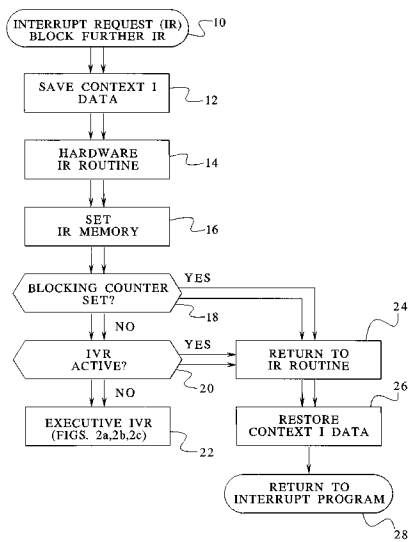 INTERRUPT REQUEST (IR)
BLOCK FURTHER IR
10
SAVE CONTEXT I
DATA
12
HARDWARE
IR ROUTINE
14
SET
IR MEMORY
16
BLOCKING COUNTER
SET?
YES
18
NO
IVR
ACTIVE?
YES
20
NO
EXECUTIVE IVR
(FIGS. 2a,2b,2c)
22
24
RETURN TO
IR ROUTINE
26
RESTORE
CONTEXT I DATA
RETURN TO
INTERRUPT PROGRAM
28